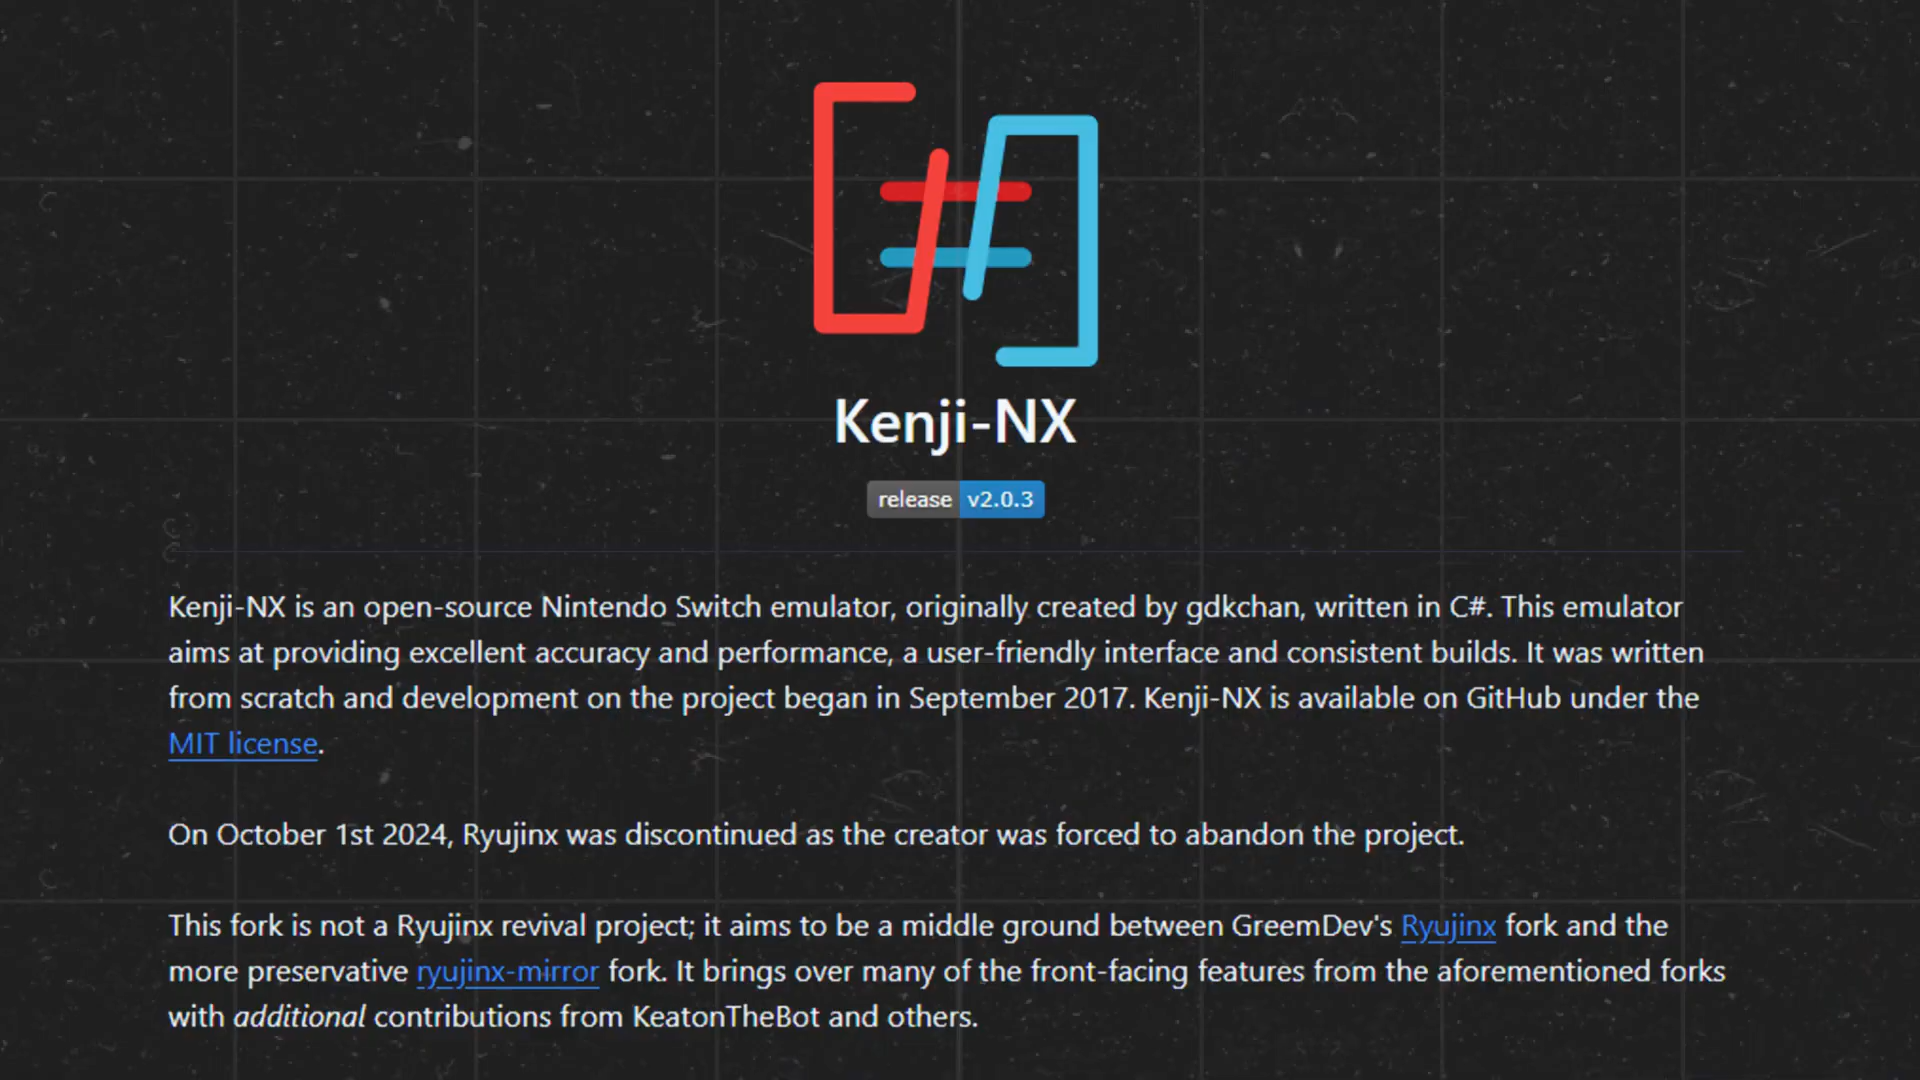 Kenji-NX
release v2.0.3
Kenji-NX is an open-source Nintendo Switch emulator, originally created by gdkchan, written in C#. This emulator
aims at providing excellent accuracy and performance, a user-friendly interface and consistent builds. It was written
from scratch and development on the project began in September 2017. Kenji-NX is available on GitHub under the
MIT license.
On October 1st 2024, Ryujinx was discontinued as the creator was forced to abandon the project.
This fork is not a Ryujinx revival project; it aims to be a middle ground between GreemDev's Ryujinx fork and the
more preservative ryujinx-mirror fork. It brings over many of the front-facing features from the aforementioned forks
with additional contributions from KeatonTheBot and others.